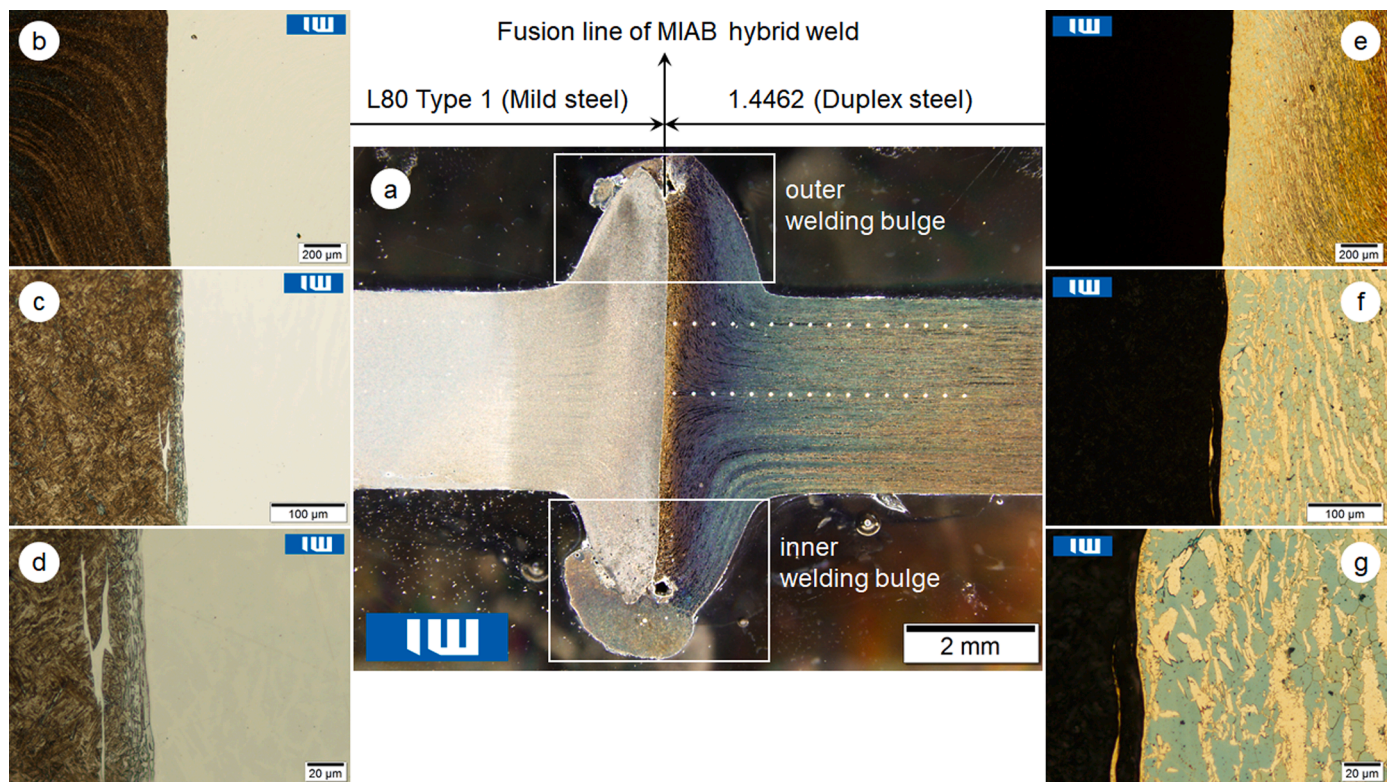 Fusion line of MIAB hybrid weld
L80 Type 1 (Mild steel)
1.4462 (Duplex steel)
b
IW
200 µm
c
IW
100 µm
d
IW
20 µm
a
outer
welding bulge
inner
welding bulge
IW
2 mm
e
IW
200 µm
f
IW
100 µm
g
IW
20 µm